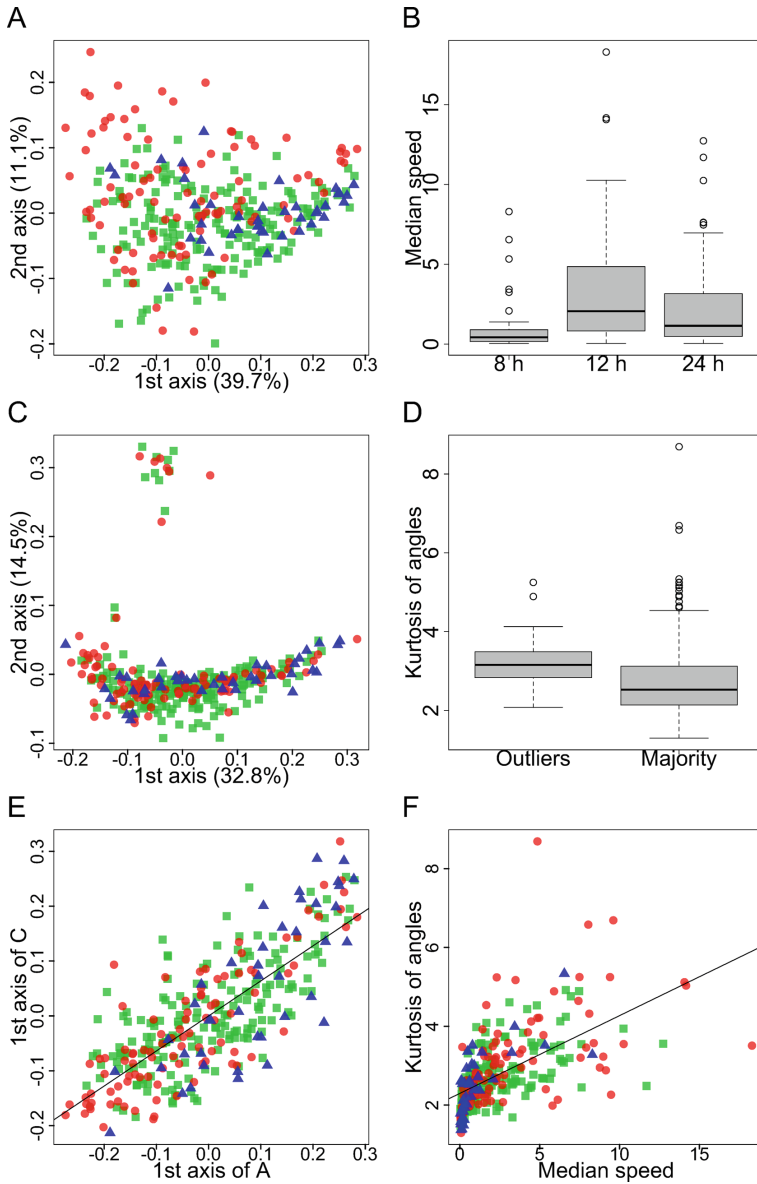 A
2nd axis (11.1%)
0.2
0.1
0.0
-0.1
-0.2
-0.2 -0.1 0.0 0.1 0.2 0.3
1st axis (39.7%)
B
Median speed
15
10
5
0
8 h 12 h 24 h
C
2nd axis (14.5%)
0.3
0.2
0.1
0.0
-0.1
-0.2 -0.1 0.0 0.1 0.2 0.3
1st axis (32.8%)
D
Kurtosis of angles
8
6
4
2
Outliers Majority
E
1st axis of C
0.3
0.2
0.1
0.0
-0.1
-0.2
-0.2 -0.1 0.0 0.1 0.2 0.3
1st axis of A
F
Kurtosis of angles
8
6
4
2
0 5 10 15
Median speed